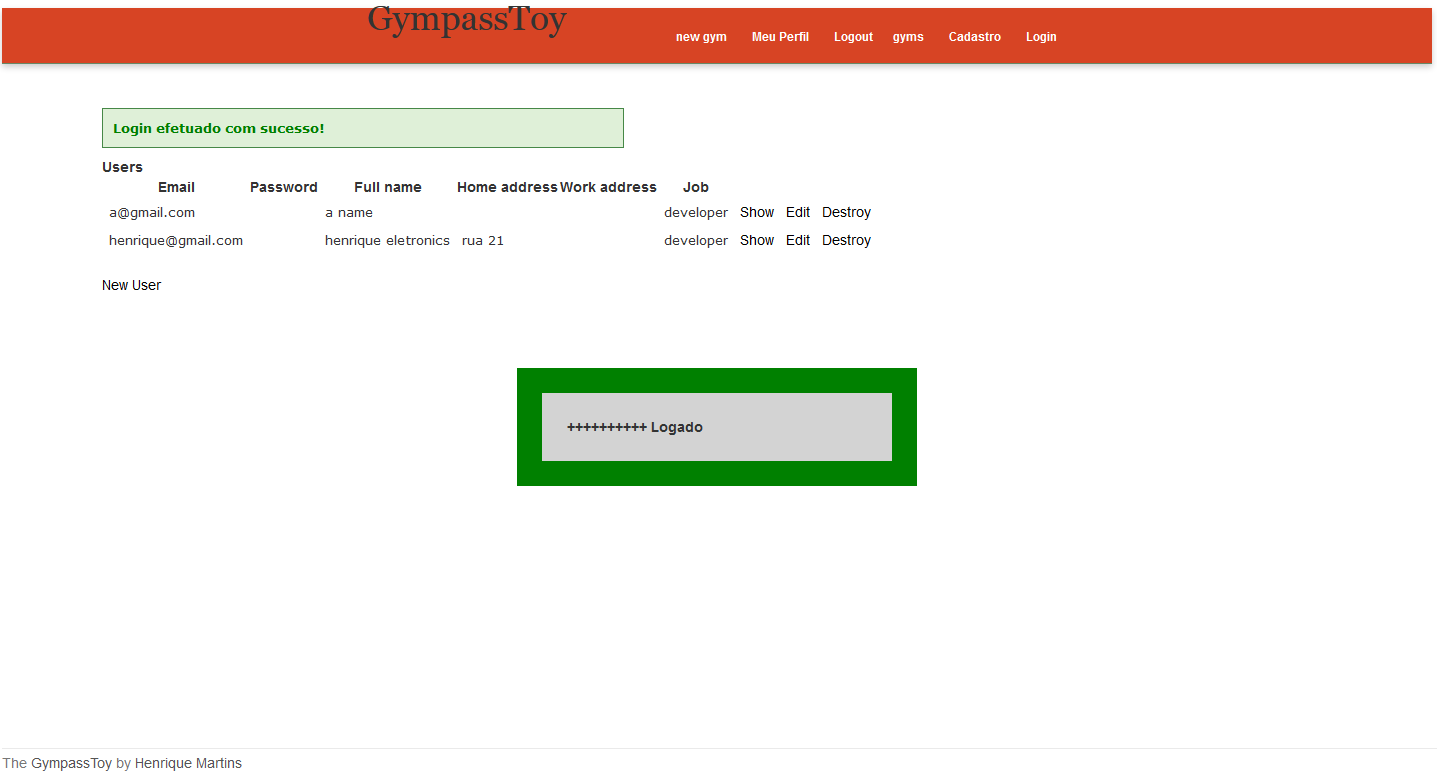 GympassToy
new gym Meu Perfil Logout gyms Cadastro Login
Login efetuado com sucesso!
Users
Email Password Full name Home address Work address Job
a@gmail.com a name developer Show Edit Destroy
henrique@gmail.com henrique eletronics rua 21 developer Show Edit Destroy
New User
++++++++++ Logado
The GympassToy by Henrique Martins